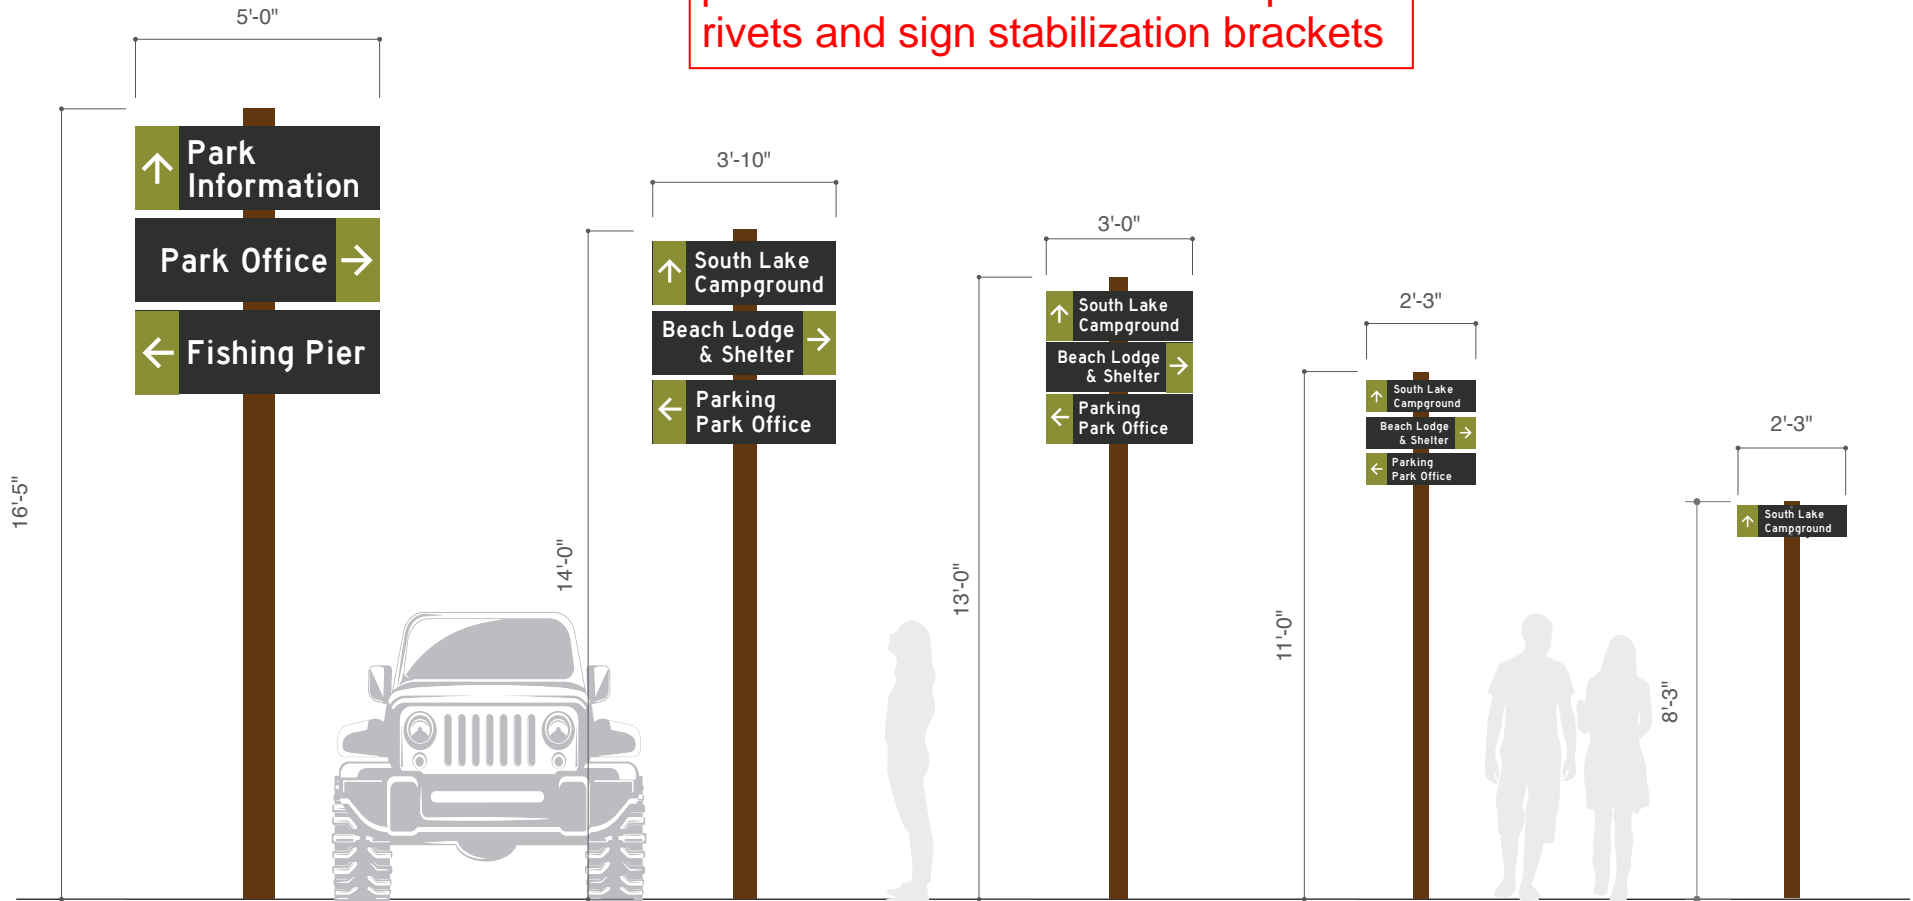 rivets and sign stabilization brackets
5'-0"
16'-5"
Park
Information
Park Office
Fishing Pier
3'-10"
14'-0"
South Lake
Campground
Beach Lodge
& Shelter
Parking
Park Office
3'-0"
13'-0"
South Lake
Campground
Beach Lodge
& Shelter
Parking
Park Office
2'-3"
11'-0"
South Lake
Campground
Beach Lodge
& Shelter
Parking
Park Office
2'-3"
8'-3"
South Lake
Campground